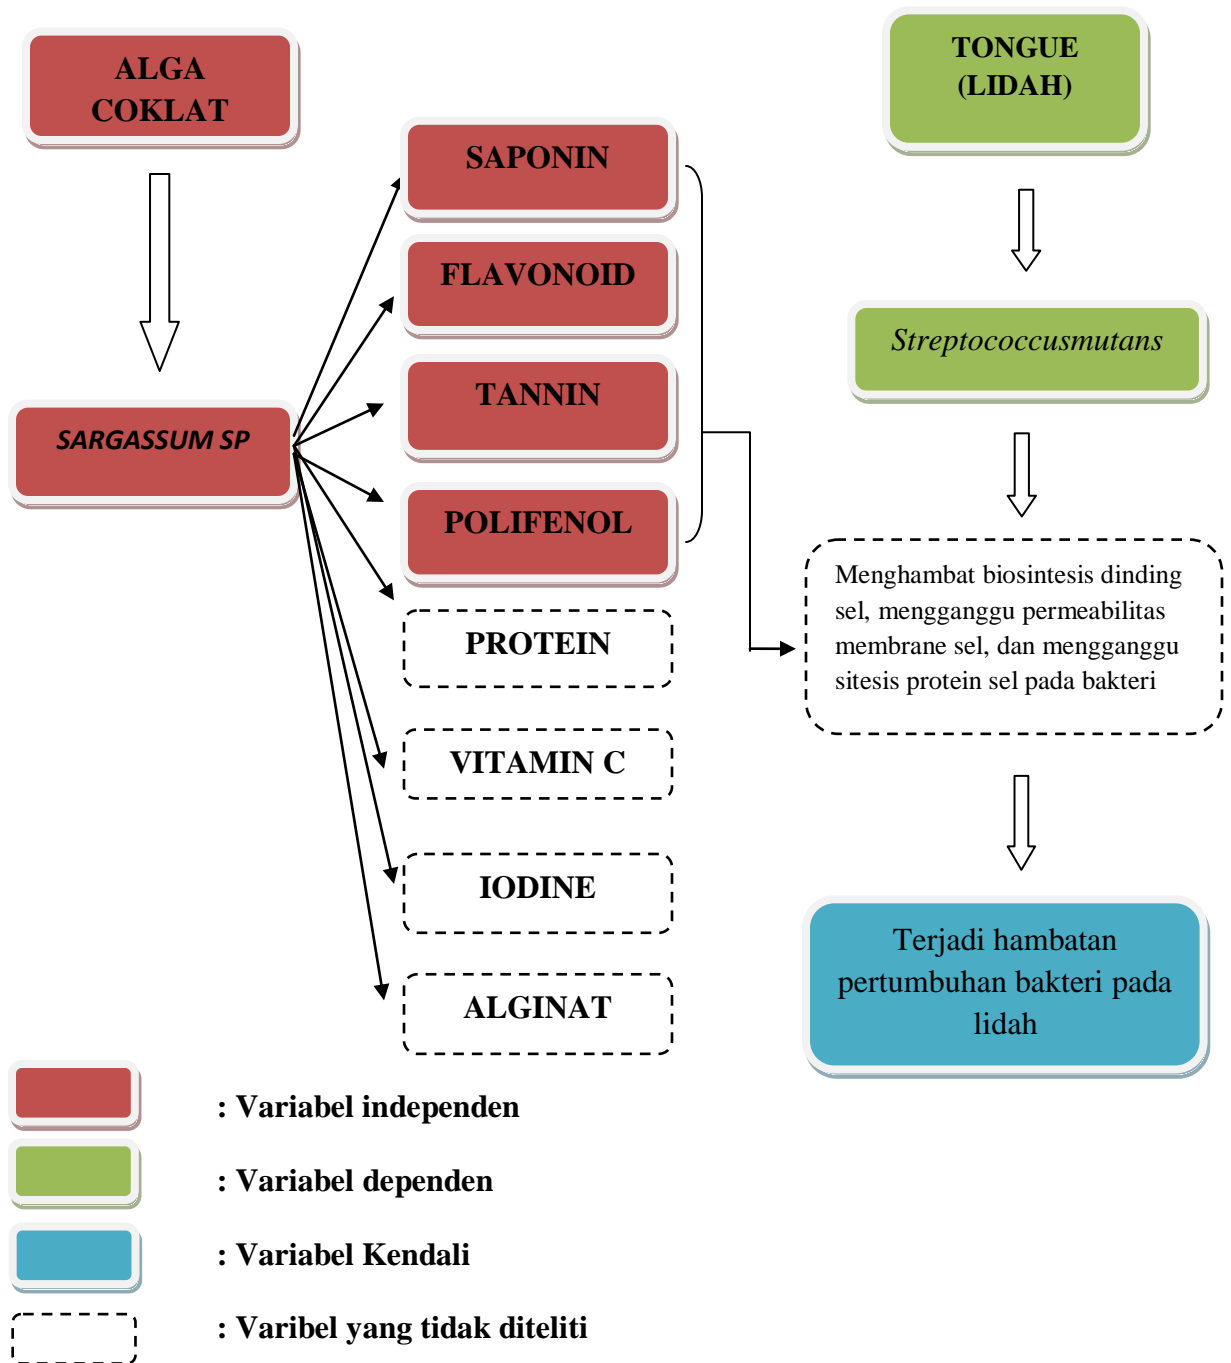 ALGA
COKLAT
SARGASSUM SP
SAPONIN
FLAVONOID
TANNIN
POLIFENOL
PROTEIN
VITAMIN C
IODINE
ALGINAT
TONGUE
(LIDAH)
Streptococcusmutans
Menghambat biosintesis dinding
sel, mengganggu permeabilitas
membrane sel, dan mengganggu
sitesis protein sel pada bakteri
Terjadi hambatan
pertumbuhan bakteri pada
lidah
: Variabel independen
: Variabel dependen
: Variabel Kendali
: Varibel yang tidak diteliti